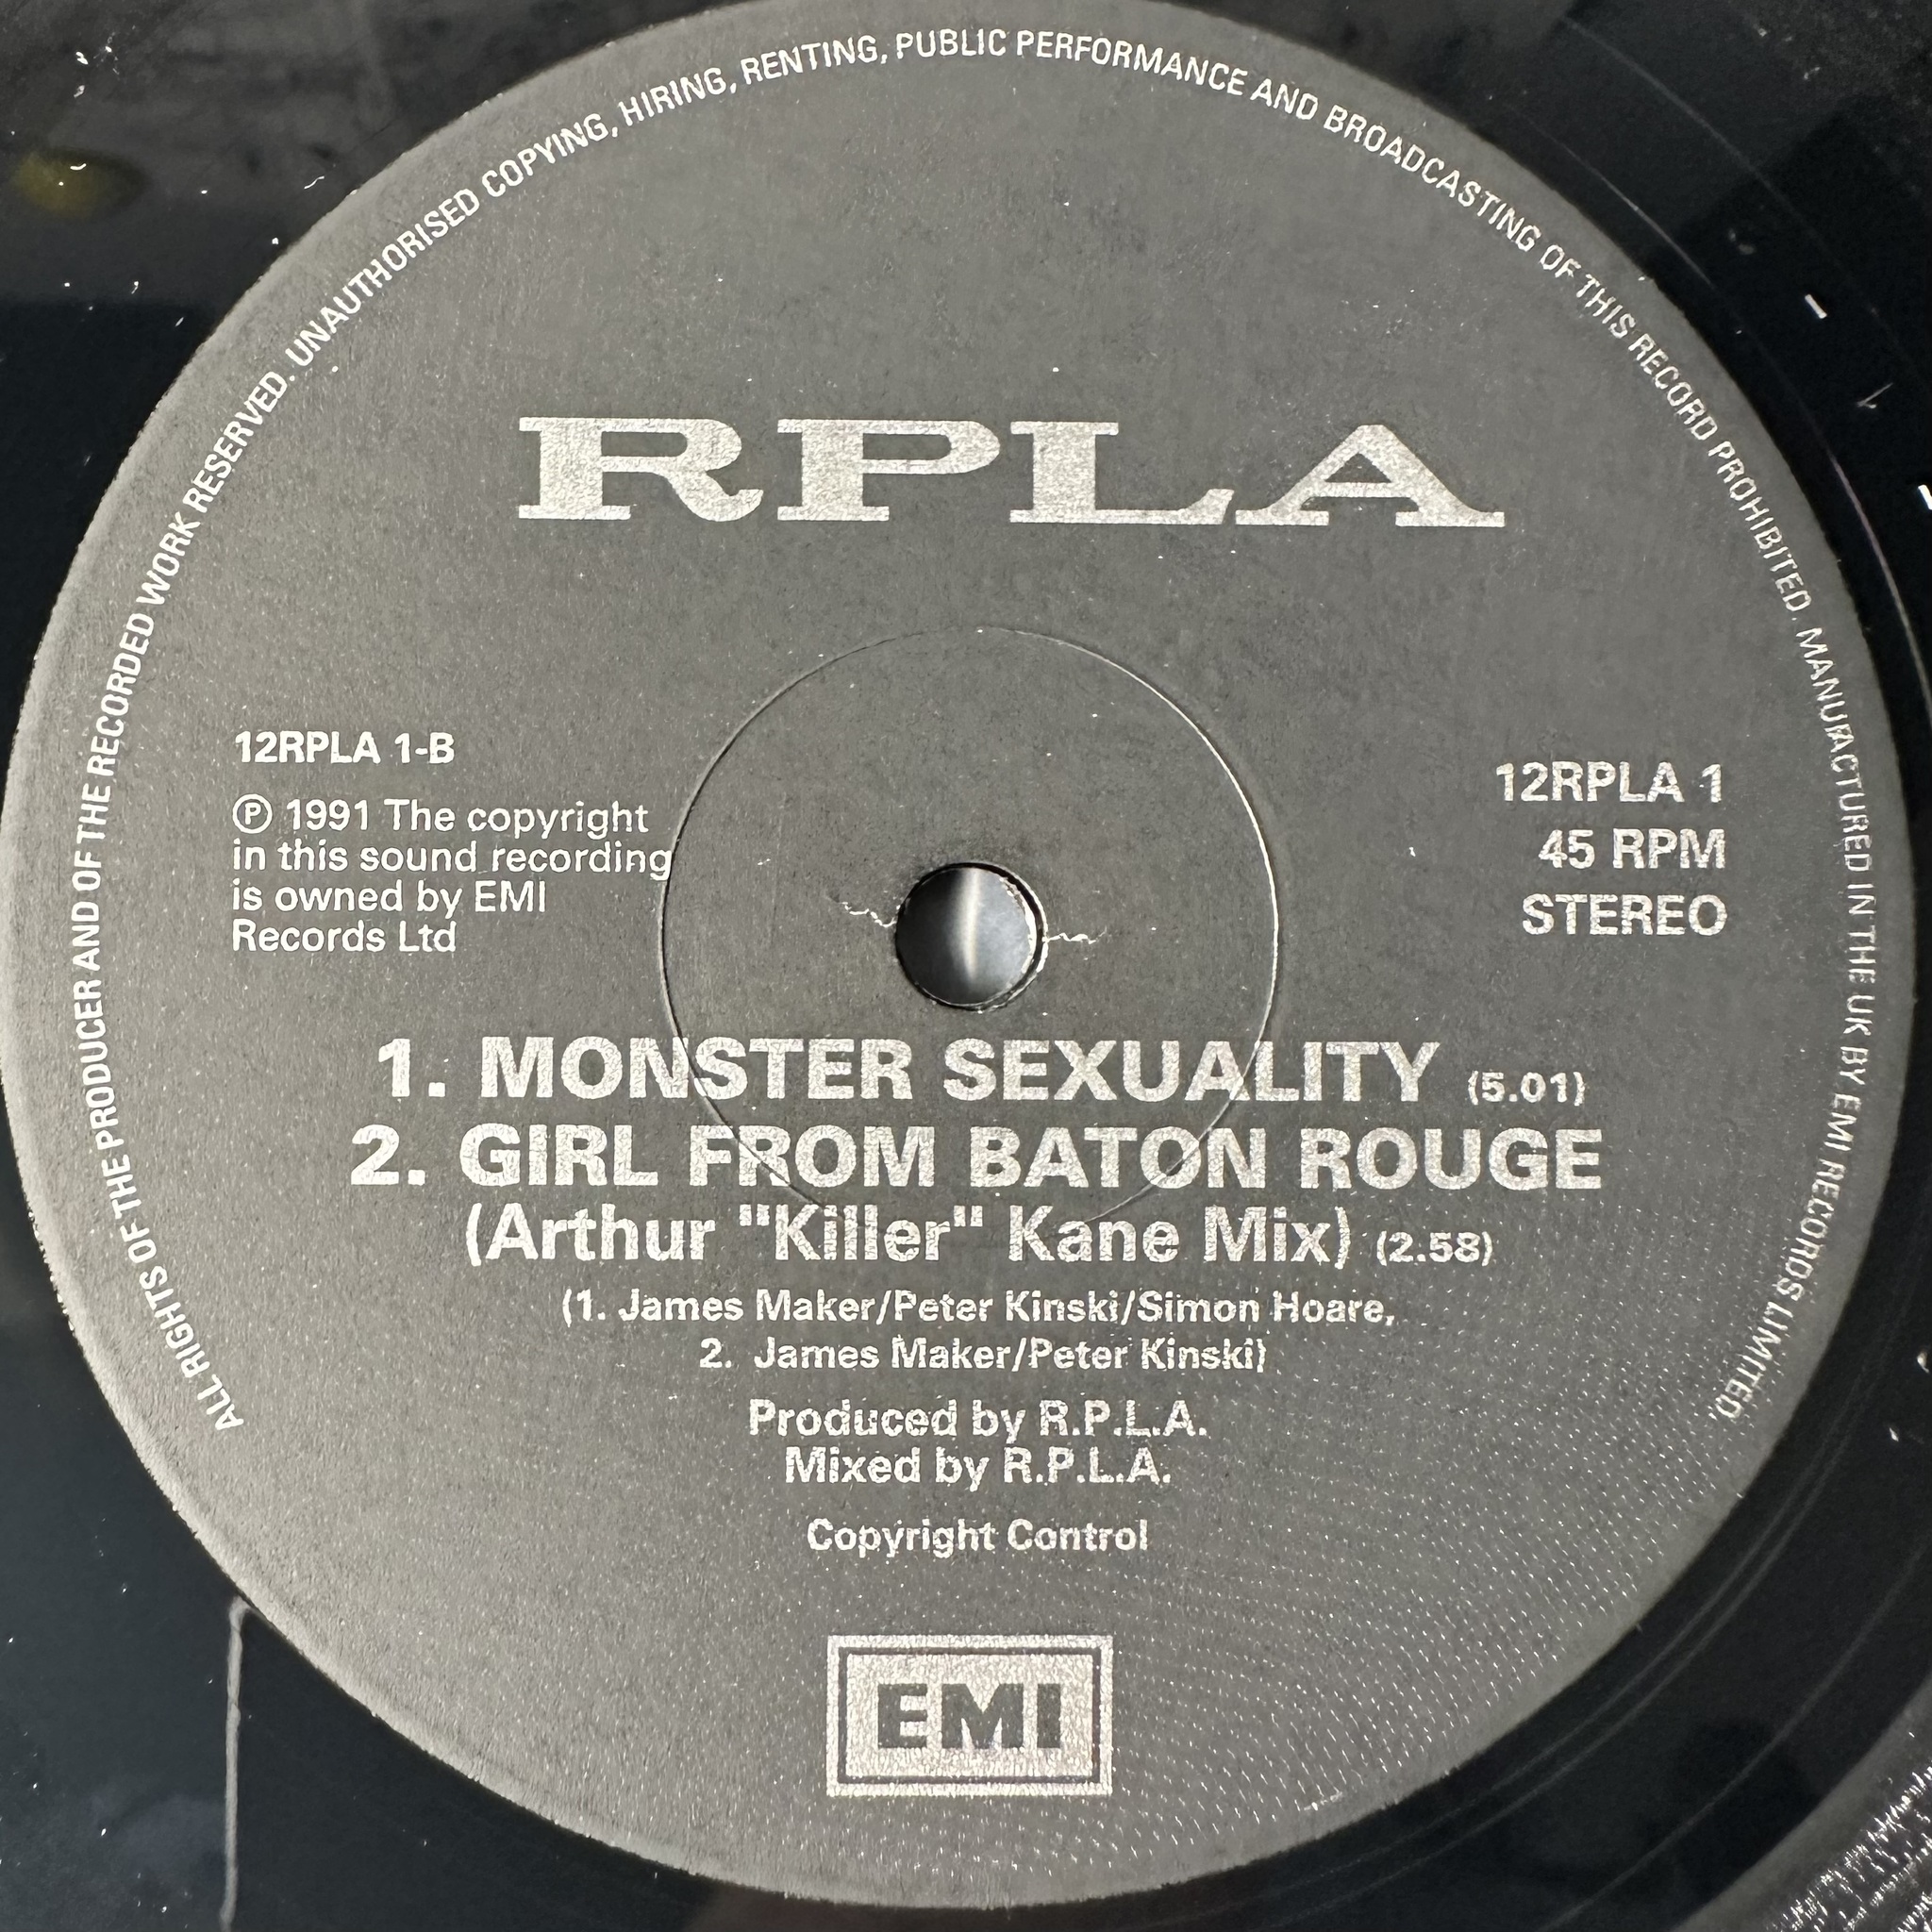 ALL RIGHTS OF THE PRODUCER AND OF THE RECORDED WORK RESERVED. UNAUTHORISED COPYING, HIRING, RENTING, PUBLIC PERFORMANCE AND BROADCASTING OF THIS RECORD PROHIBITED. MANUFACTURED IN THE UK BY EMI RECORDS LIMITED.
RPLA
12RPLA 1-B
℗ 1991 The copyright
in this sound recording
is owned by EMI
Records Ltd
12RPLA 1
45 RPM
STEREO
1. MONSTER SEXUALITY (5.01)
2. GIRL FROM BATON ROUGE
(Arthur "Killer" Kane Mix) (2.58)
(1. James Maker/Peter Kinski/Simon Hoare,
2. James Maker/Peter Kinski)
Produced by R.P.L.A.
Mixed by R.P.L.A.
Copyright Control
EMI